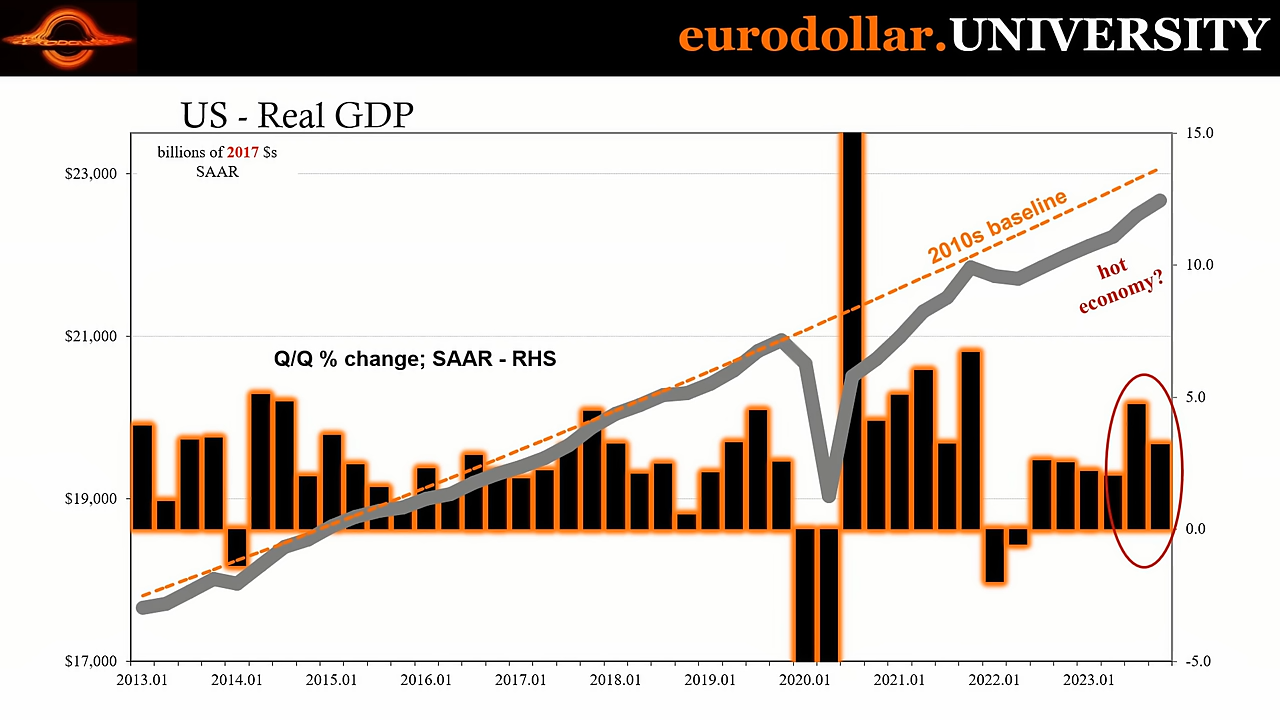 eurodollar.UNIVERSITY
US - Real GDP
billions of 2017 $s
SAAR
$23,000
$21,000
$19,000
$17,000
15.0
10.0
5.0
0.0
-5.0
2010s baseline
hot
economy?
Q/Q % change; SAAR - RHS
2013.01 2014.01 2015.01 2016.01 2017.01 2018.01 2019.01 2020.01 2021.01 2022.01 2023.01